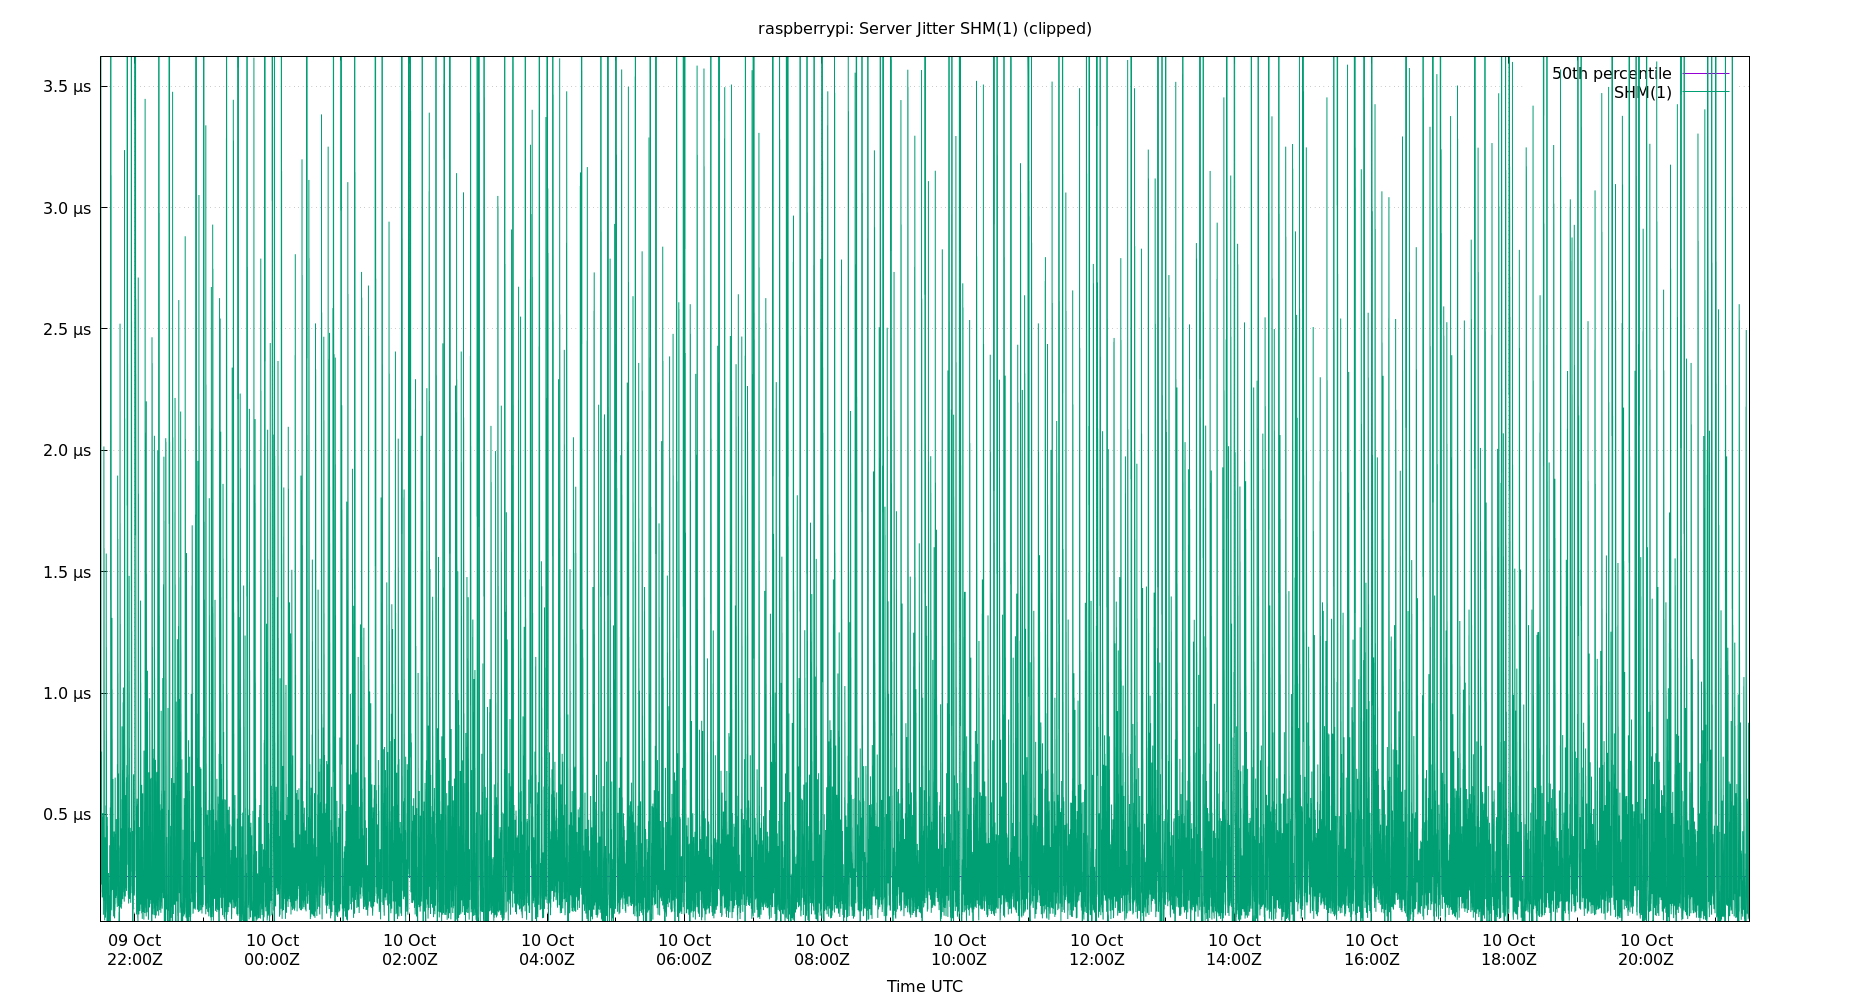 raspberrypi: Server Jitter SHM(1) (clipped)
50th percentile
SHM(1)
3.5 μs
3.0 μs
2.5 μs
2.0 μs
1.5 μs
1.0 μs
0.5 μs
09 Oct 10 Oct 10 Oct 10 Oct 10 Oct 10 Oct 10 Oct 10 Oct 10 Oct 10 Oct 10 Oct 10 Oct
22:00Z 00:00Z 02:00Z 04:00Z 06:00Z 08:00Z 10:00Z 12:00Z 14:00Z 16:00Z 18:00Z 20:00Z
Time UTC